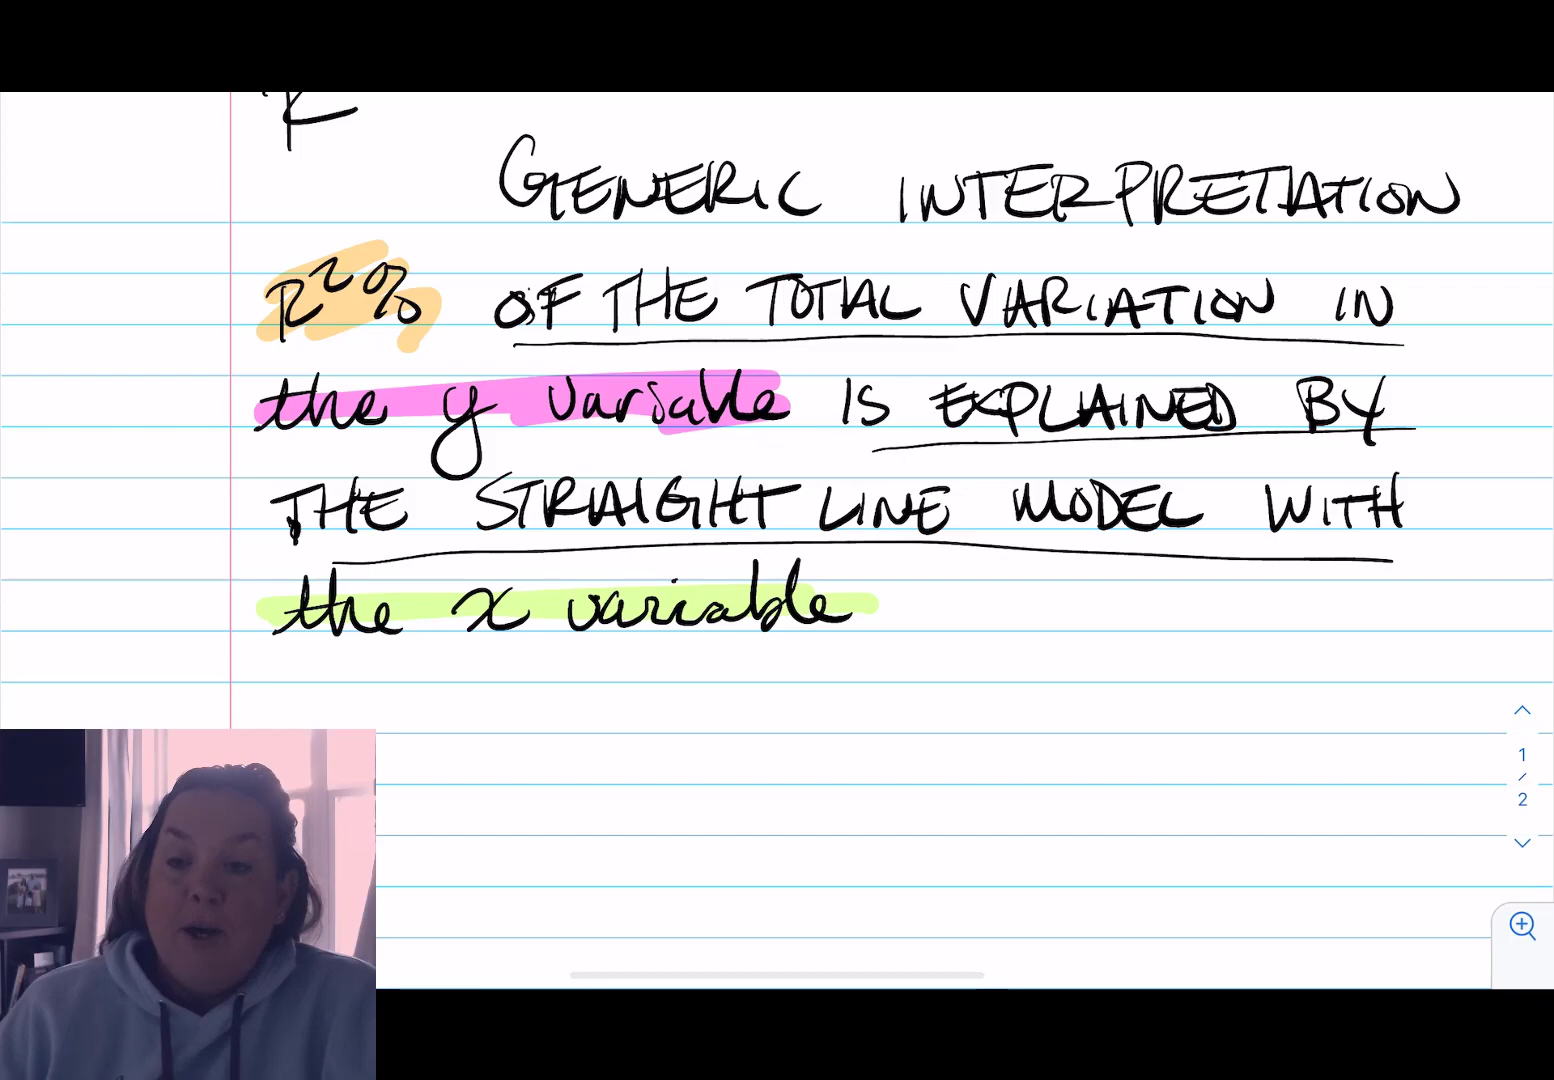 GENERIC INTERPRETATION
R²% OF THE TOTAL VARIATION IN
the y variable IS EXPLAINED BY
THE STRAIGHT LINE MODEL WITH
the x variable
1
/
2